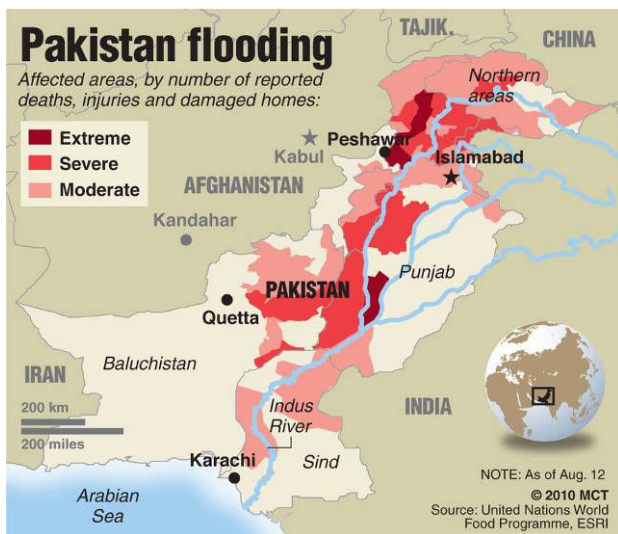 Pakistan flooding
Affected areas, by number of reported
deaths, injuries and damaged homes:
Extreme
Severe
Moderate
TAJIK.
CHINA
Northern
areas
Peshawar
Kabul
Islamabad
AFGHANISTAN
Kandahar
PAKISTAN
Punjab
Quetta
Baluchistan
IRAN
200 km
200 miles
INDIA
Indus
River
Karachi
Sind
Arabian
Sea
NOTE: As of Aug. 12
© 2010 MCT
Source: United Nations World
Food Programme, ESRI